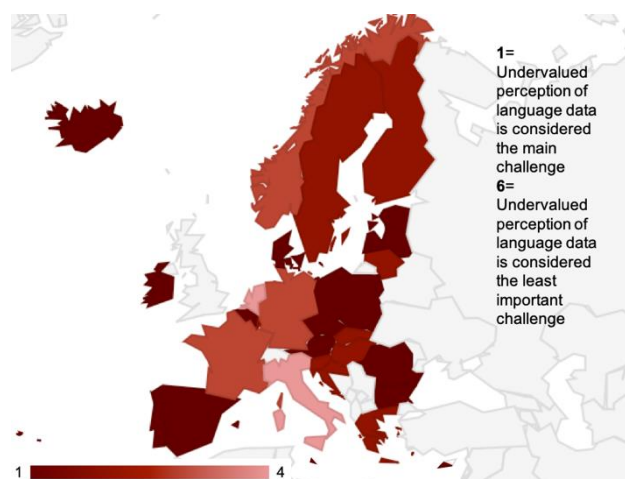 1=
Undervalued
perception of
language data
is considered
the main
challenge
6=
Undervalued
perception of
language data
is considered
the least
important
challenge
1
4